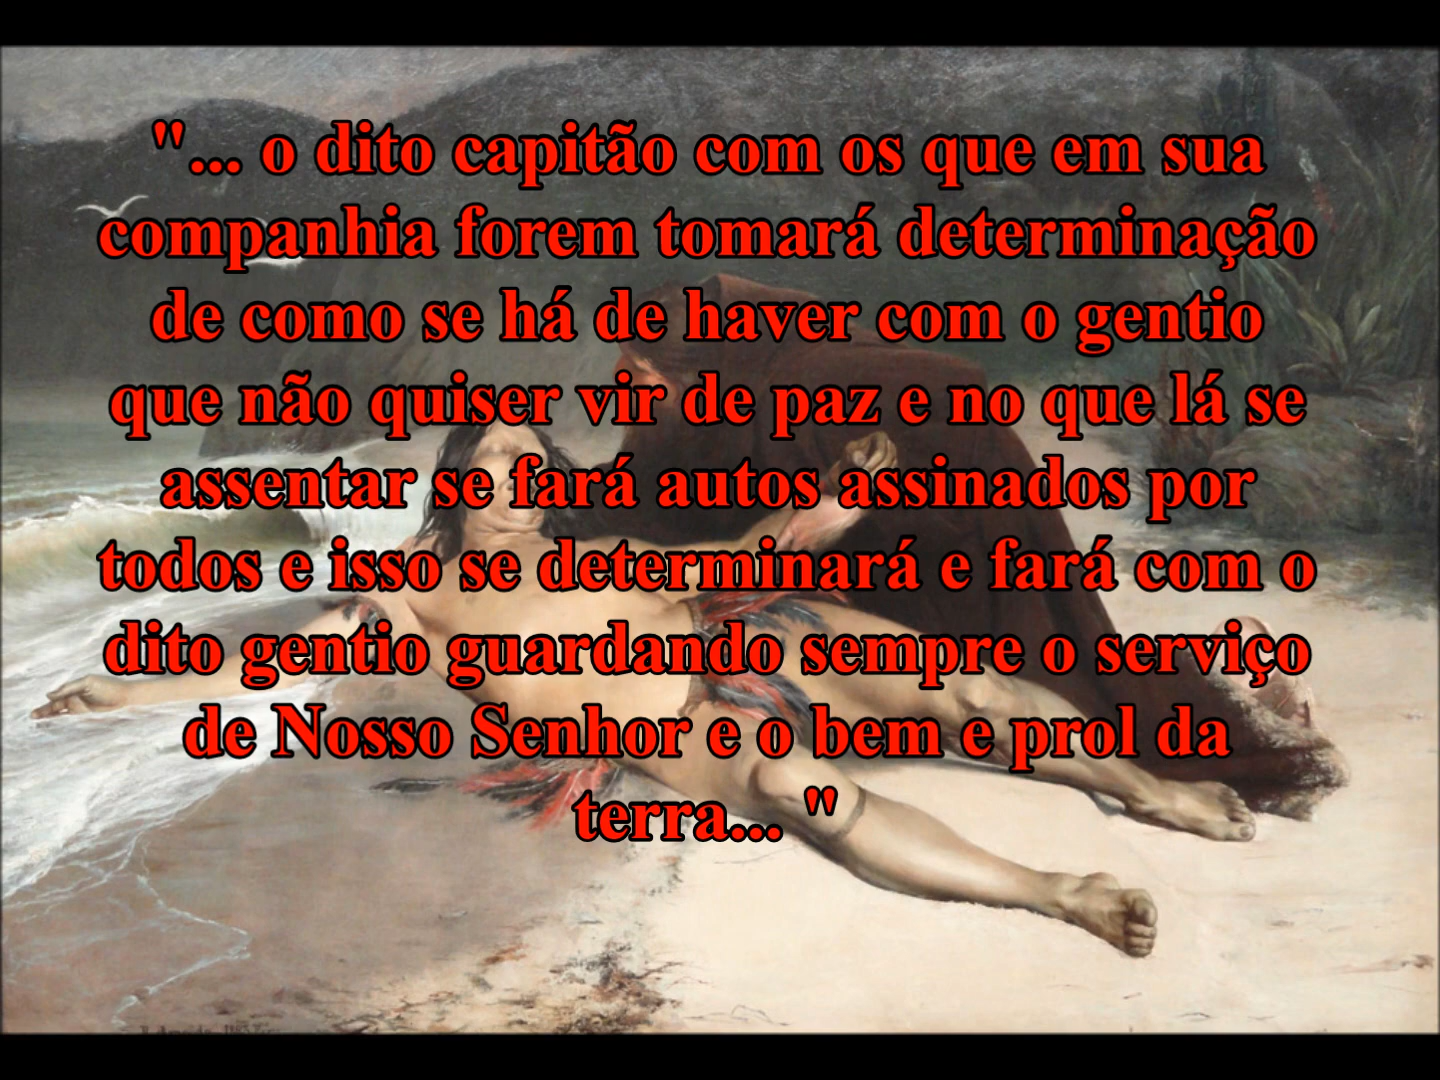 "... o dito capitão com os que em sua
companhia forem tomará determinação
de como se há de haver com o gentio
que não quiser vir de paz e no que lá se
assentar se fará autos assinados por
todos e isso se determinará e fará com o
dito gentio guardando sempre o serviço
de Nosso Senhor e o bem e prol da
terra... "